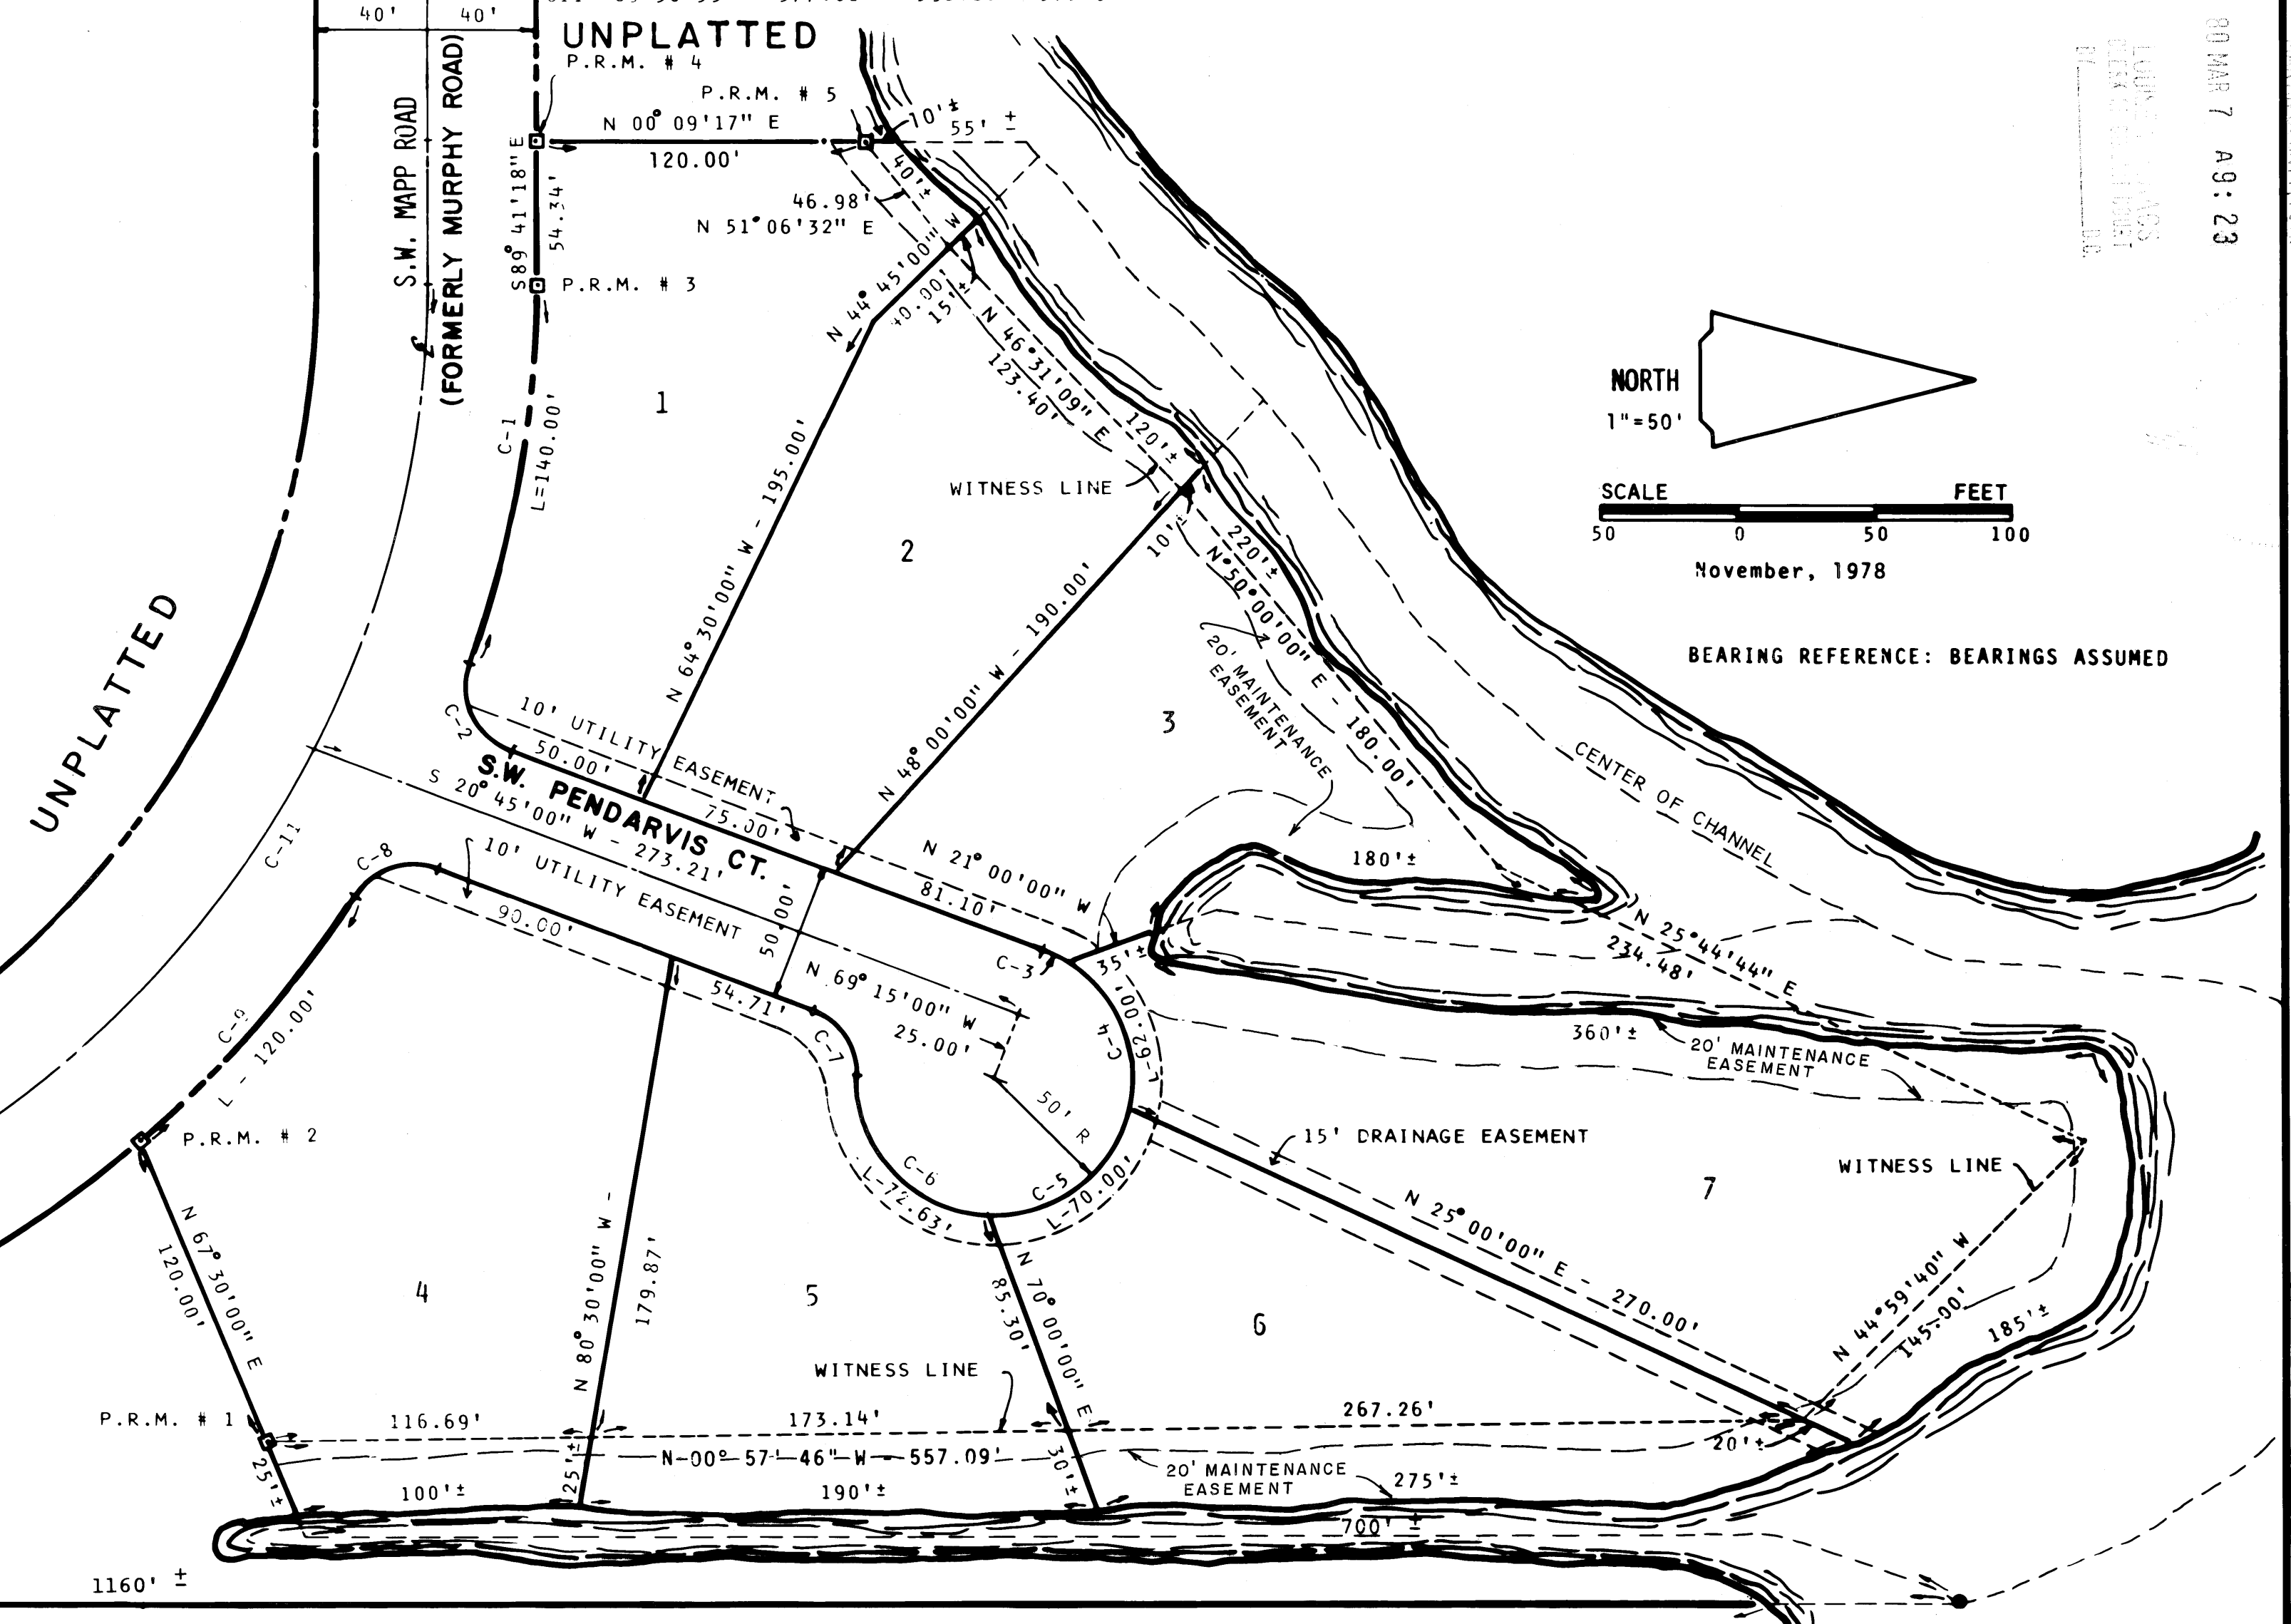 40'
40'
UNPLATTED
P.R.M. # 4
P.R.M. # 5
10'±
55' ±
N 00° 09'17" E
120.00'
40'±
S.W. MAPP ROAD
(FORMERLY MURPHY ROAD)
S89° 41'18" E
54.34'
46.98'
N 51° 06'32" E
P.R.M. # 3
N 44° 45'00" W
40.00'
15'±
N 46°31'09" E
123.40'
120'±
1
C-1
L=140.00'
N 64° 30'00" W - 195.00'
WITNESS LINE
2
10'±
220'±
N 50°00'00" E - 180.00'
N 48° 00'00" W - 190.00'
20' MAINTENANCE
EASEMENT
3
80 MAR 7 A9:23
D.C.
NORTH
1"=50'
SCALE
FEET
50 0 50 100
November, 1978
BEARING REFERENCE: BEARINGS ASSUMED
UNPLATTED
C-2
10' UTILITY EASEMENT
50.00'
75.00'
S.W. PENDARVIS CT.
S 20° 45'00" W - 273.21'
C-11
C-8
10' UTILITY EASEMENT
90.00'
50.00'
N 21° 00'00" W
81.10'
180'±
CENTER OF CHANNEL
C-3
35'±
N 25°44'44" E
234.48'
54.71'
N 69° 15'00" W
25.00'
C-7
C-4
L-62.00'
C-9
L - 120.00'
360'±
20' MAINTENANCE
EASEMENT
50' R
P.R.M. # 2
15' DRAINAGE EASEMENT
WITNESS LINE
C-6
L-72.63'
C-5
L-70.00'
7
N 25° 00'00" E - 270.00'
N 44°59'40" W
145.00'
185'±
N 67° 30'00" E
120.00'
4
N 80° 30'00" W -
179.87'
5
N 70° 00'00" E
85.30'
6
WITNESS LINE
P.R.M. # 1
116.69'
173.14'
267.26'
N-00°-57'-46"-W - 557.09'
20'±
25'±
25'±
30'±
20' MAINTENANCE
EASEMENT
100'±
190'±
275'±
700' ±
1160' ±